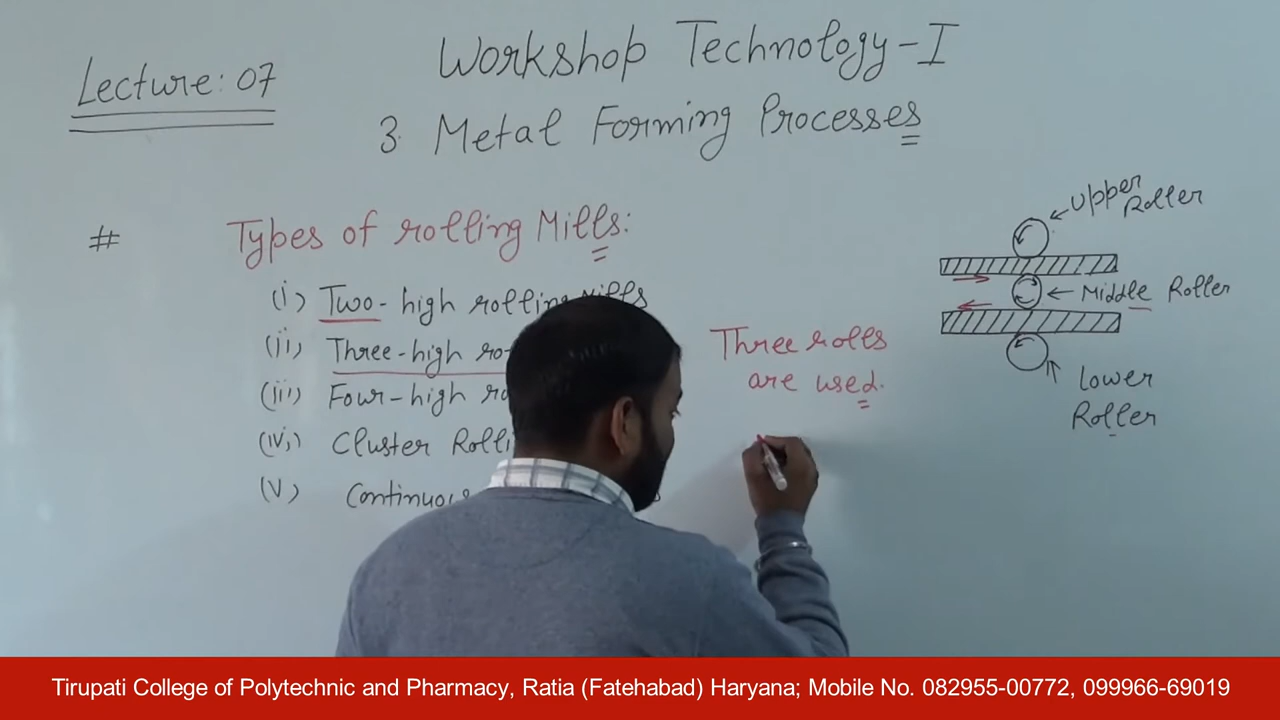 Workshop Technology-I
Lecture: 07
3. Metal Forming Processes
# Types of rolling Mills:
(i) Two-high rolling Mills
(ii) Three-high
(iii) Four-high
(iv) Cluster
(v)
Three rolls
are used.
Upper
Roller
Middle Roller
Lower
Roller
Tirupati College of Polytechnic and Pharmacy, Ratia (Fatehabad) Haryana; Mobile No. 082955-00772, 099966-69019